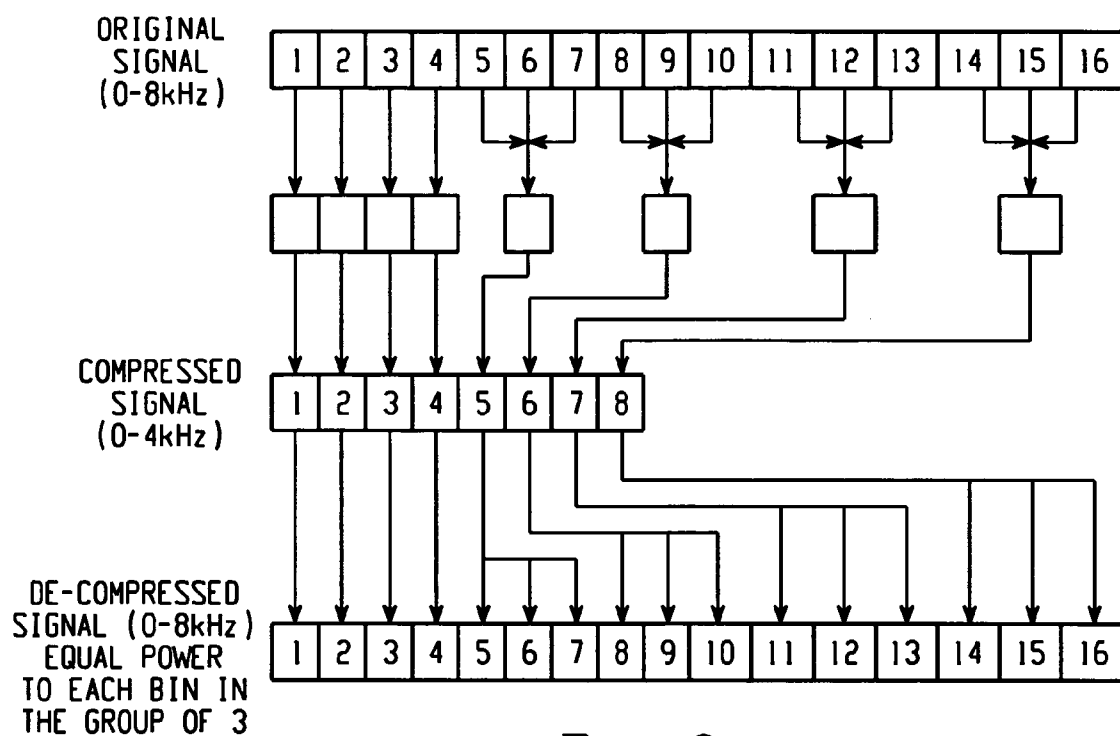 ORIGINAL
SIGNAL
(0-8kHz)
1 2 3 4 5 6 7 8 9 10 11 12 13 14 15 16
COMPRESSED
SIGNAL
(0-4kHz)
1 2 3 4 5 6 7 8
DE-COMPRESSED
SIGNAL (0-8kHz)
EQUAL POWER
TO EACH BIN IN
THE GROUP OF 3
1 2 3 4 5 6 7 8 9 10 11 12 13 14 15 16